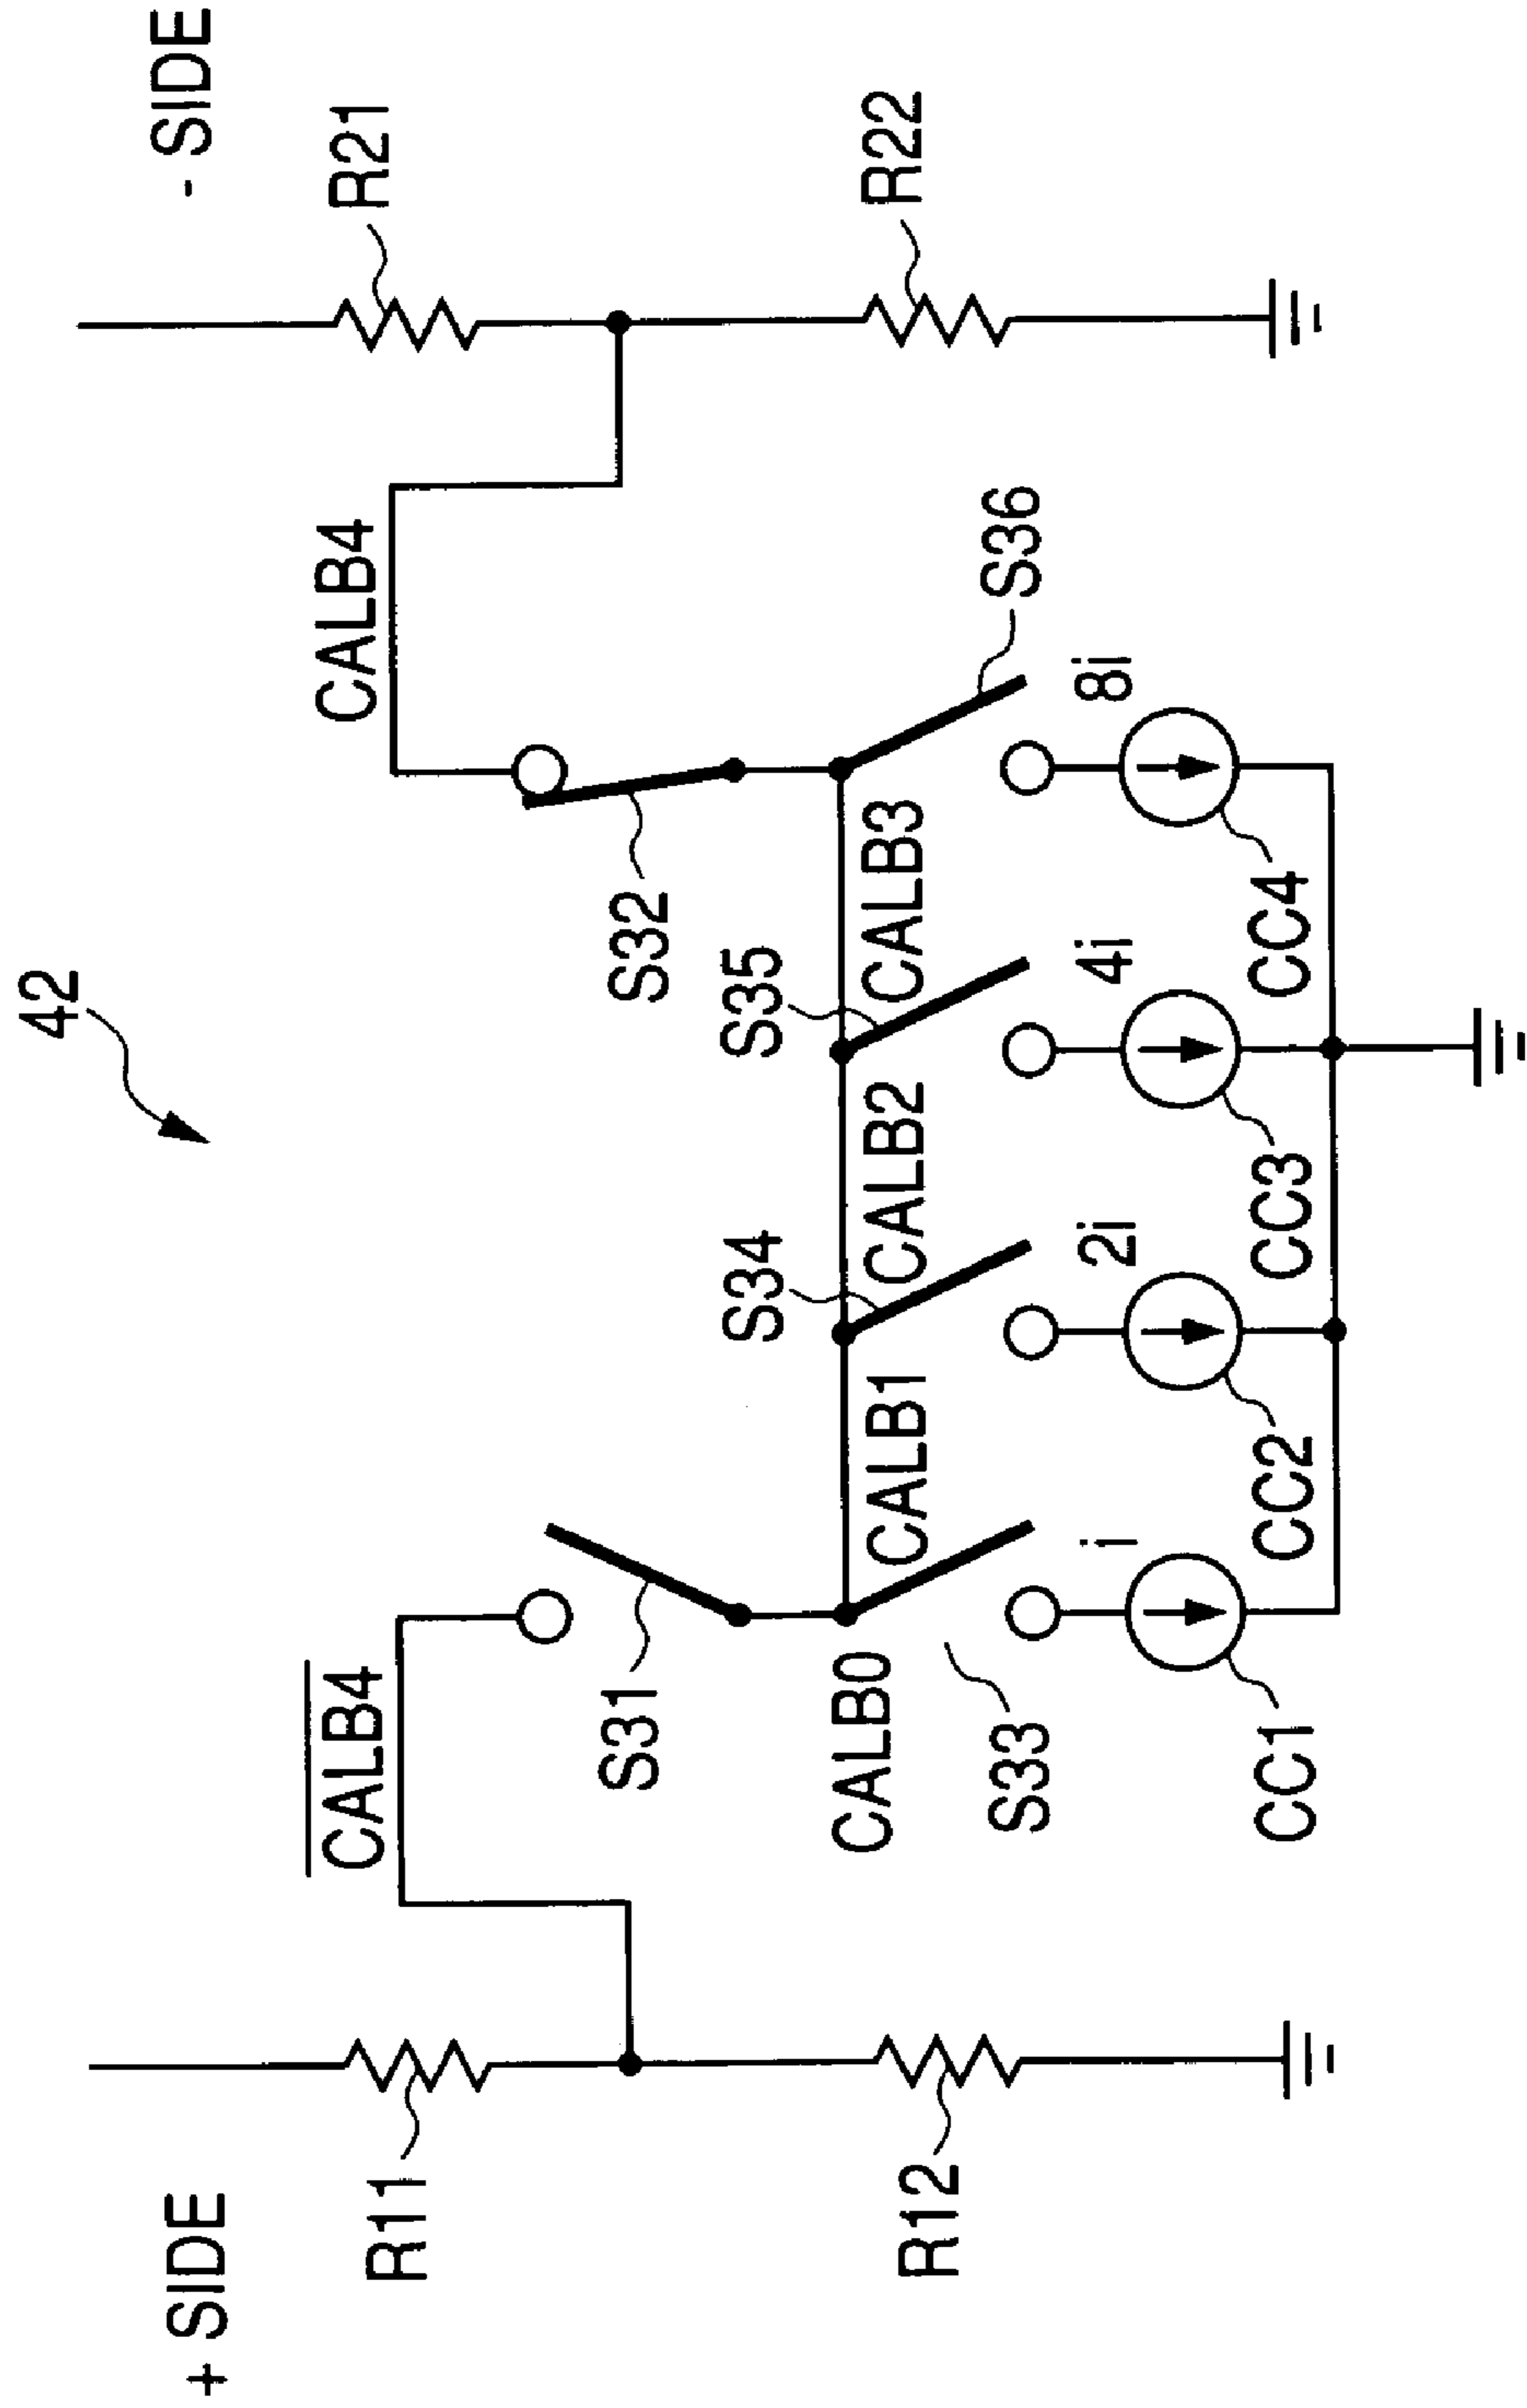 42
+ SIDE
- SIDE
R11
CALB4
CALB4
R21
S31
S32
S34
S35
CALB0
CALB1
CALB2
CALB3
R12
R22
S33
S36
i
2i
4i
8i
CC1
CC2
CC3
CC4